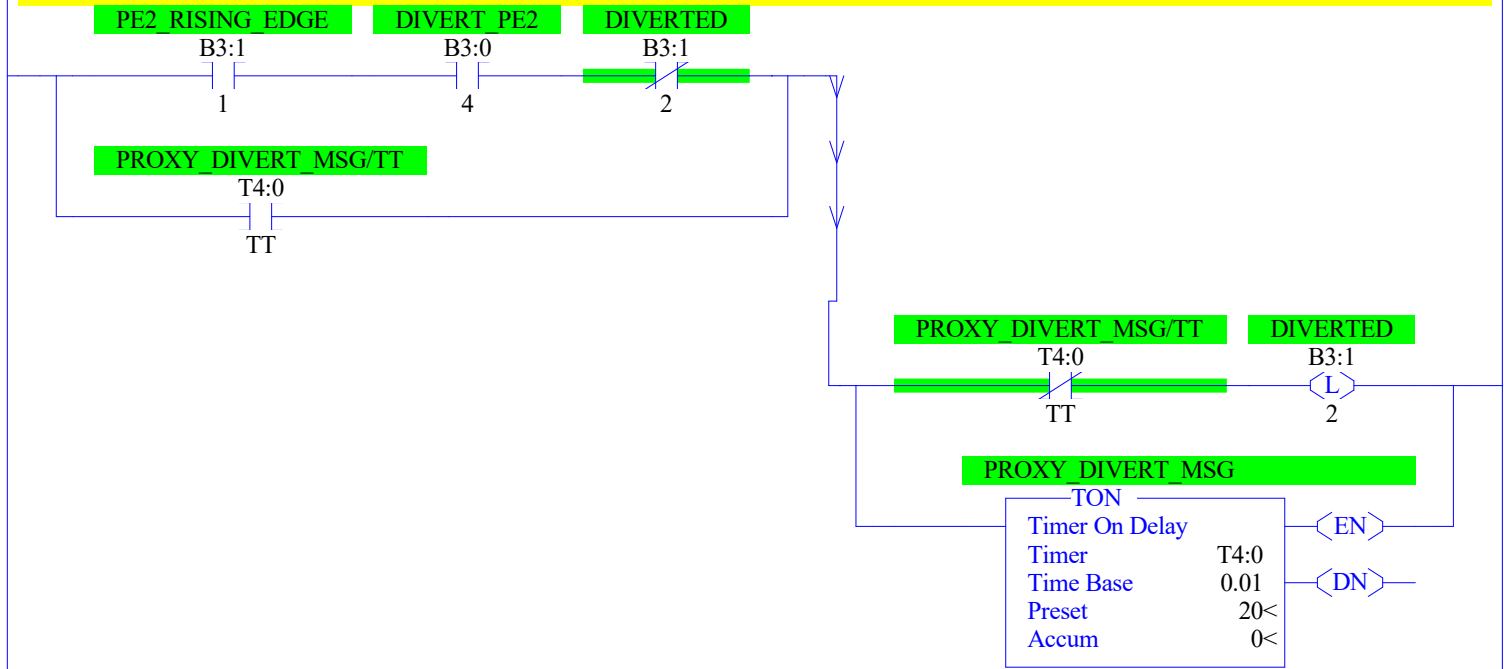 PE2_RISING_EDGE DIVERT_PE2 DIVERTED
B3:1 B3:0 B3:1
1 4 2
PROXY_DIVERT_MSG/TT
T4:0
TT
PROXY_DIVERT_MSG/TT DIVERTED
T4:0 B3:1
L
TT 2
PROXY_DIVERT_MSG
TON
Timer On Delay EN
Timer T4:0
Time Base 0.01 DN
Preset 20<
Accum 0<